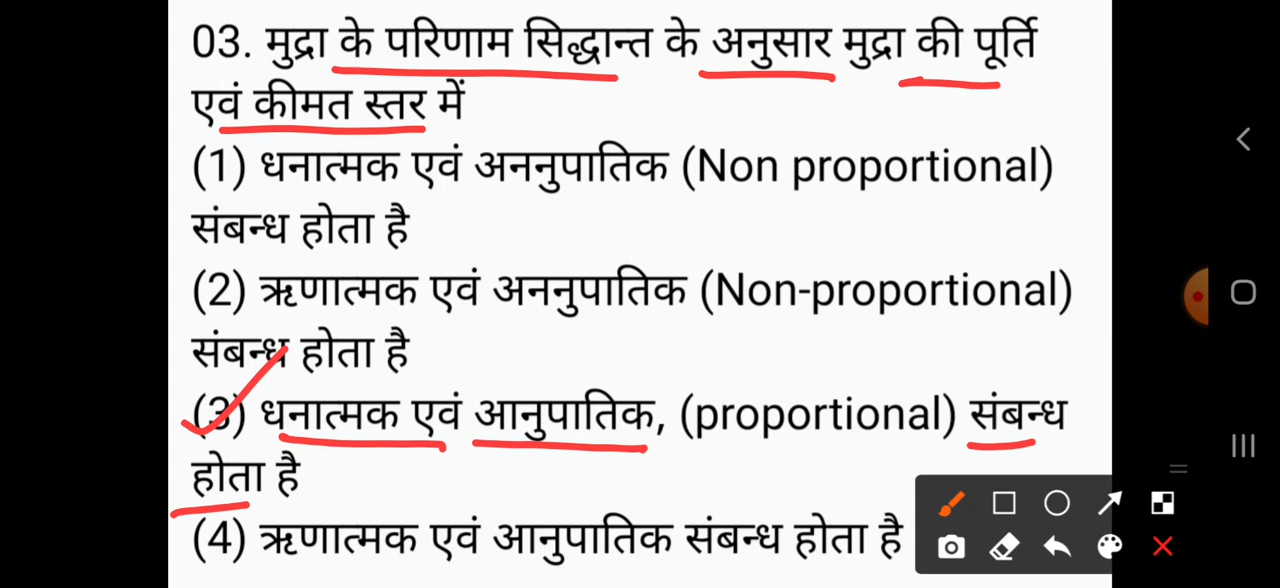 03. मुद्रा के परिणाम सिद्धान्त के अनुसार मुद्रा की पूर्ति
एवं कीमत स्तर में
(1) धनात्मक एवं अननुपातिक (Non proportional)
संबन्ध होता है
(2) ऋणात्मक एवं अननुपातिक (Non-proportional)
संबन्ध होता है
(3) धनात्मक एवं आनुपातिक, (proportional) संबन्ध
होता है
(4) ऋणात्मक एवं आनुपातिक संबन्ध होता है